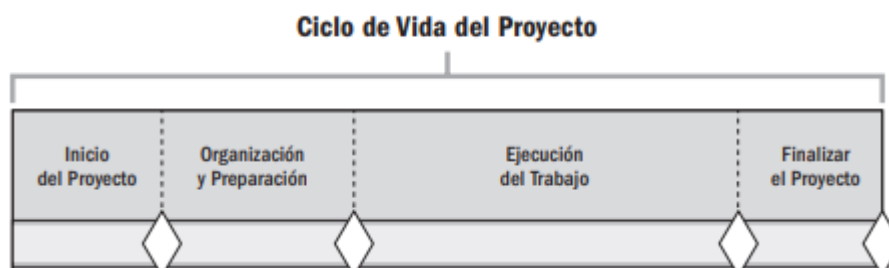 Ciclo de Vida del Proyecto
Inicio
del Proyecto
Organización
y Preparación
Ejecución
del Trabajo
Finalizar
el Proyecto